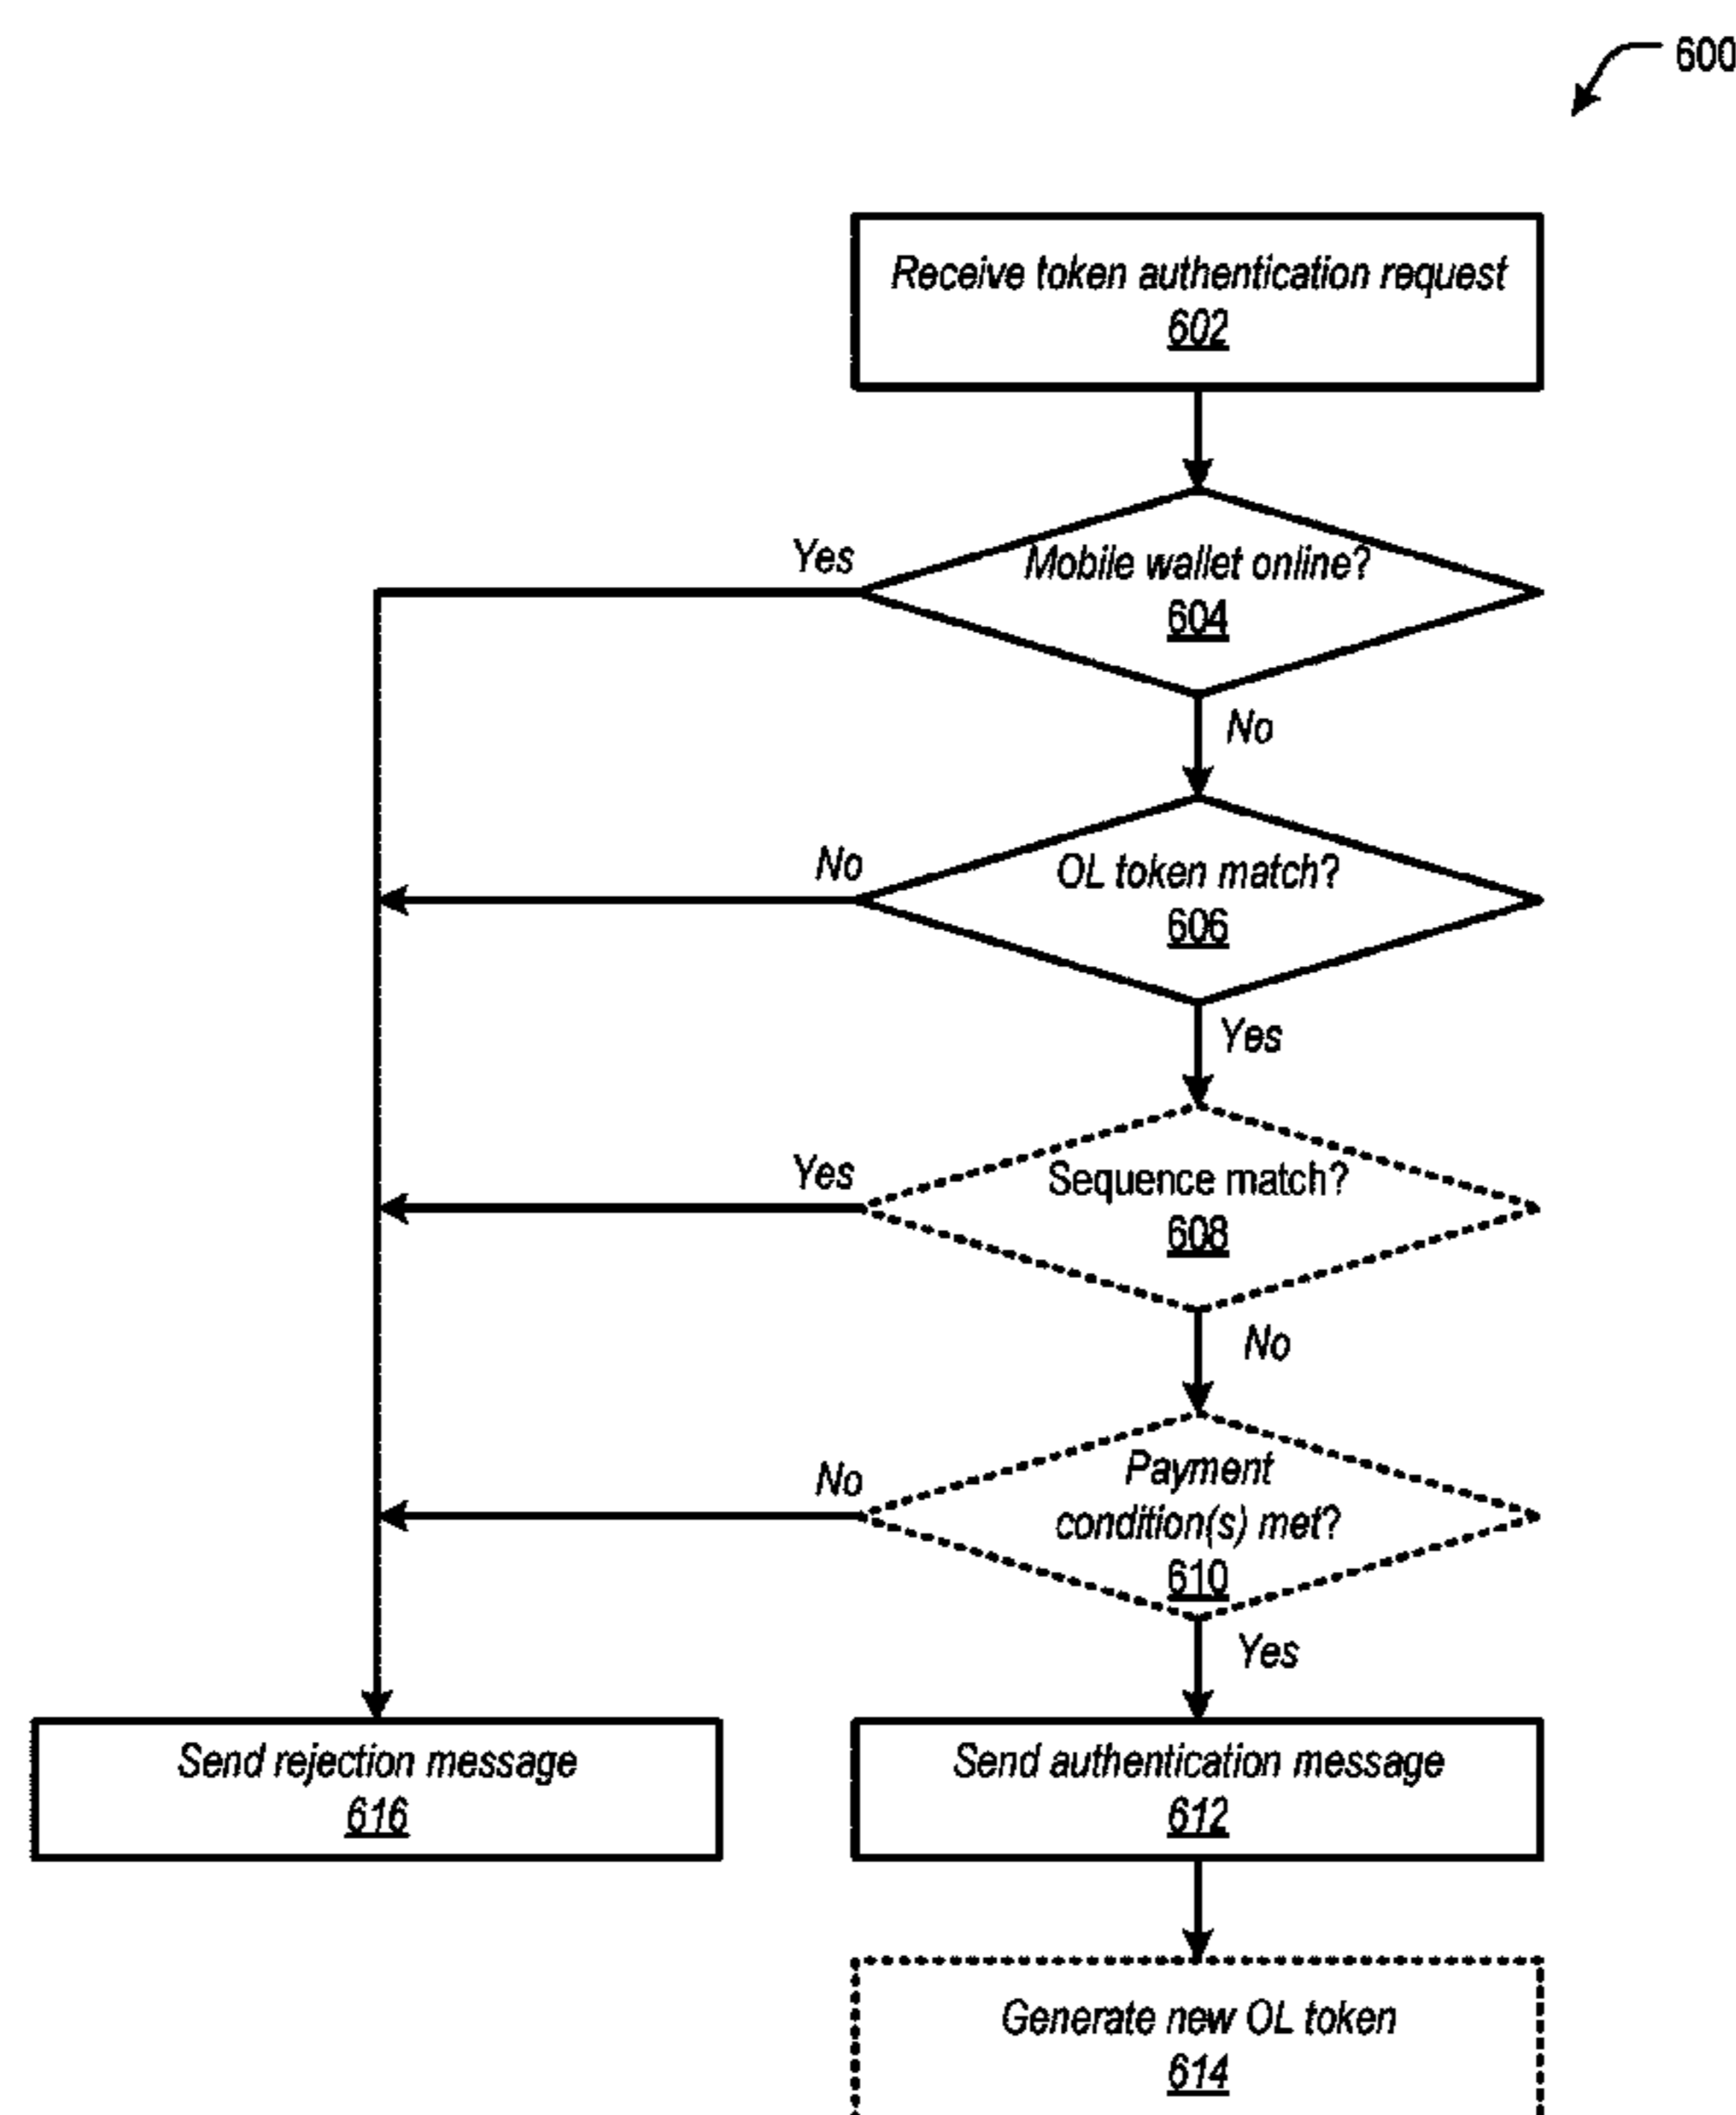 600
Receive token authentication request
602
Yes
Mobile wallet online?
604
No
No
OL token match?
606
Yes
Yes
Sequence match?
608
No
No
Payment
condition(s) met?
610
Yes
Send rejection message
616
Send authentication message
612
Generate new OL token
614